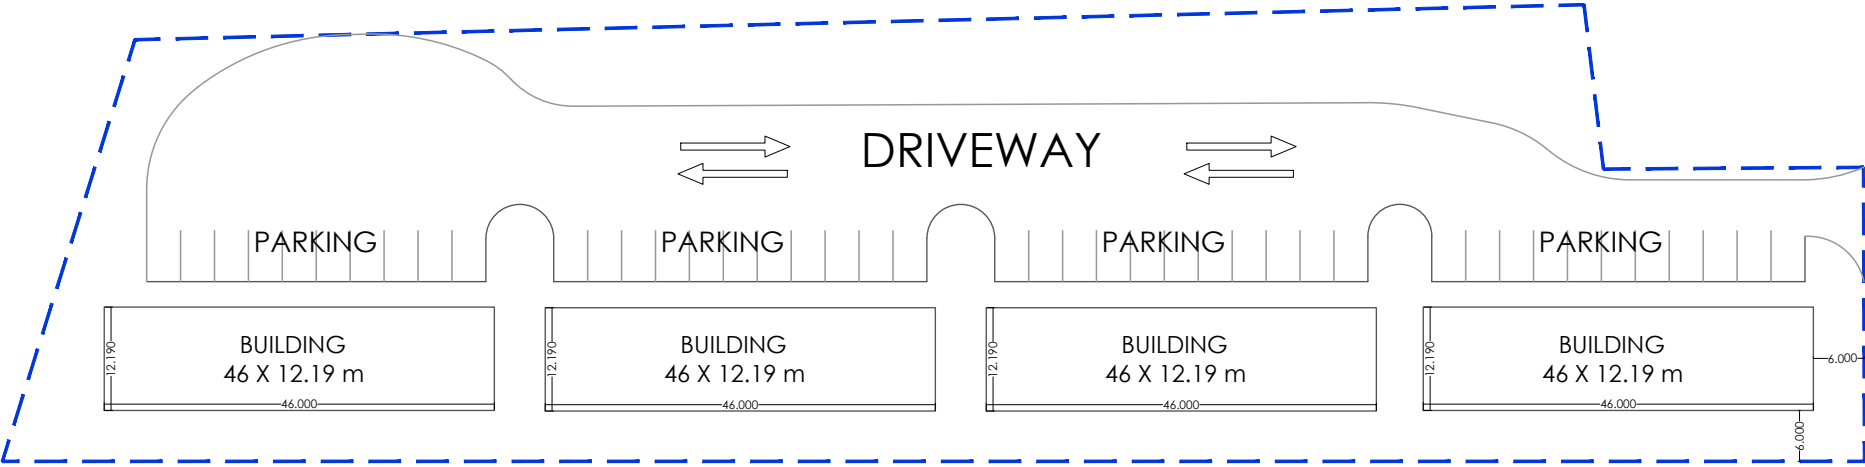 DRIVEWAY
PARKING
PARKING
PARKING
PARKING
BUILDING
46 X 12.19 m
12.190
46.000
BUILDING
46 X 12.19 m
12.190
46.000
BUILDING
46 X 12.19 m
12.190
46.000
BUILDING
46 X 12.19 m
12.190
46.000
6.000
6.000